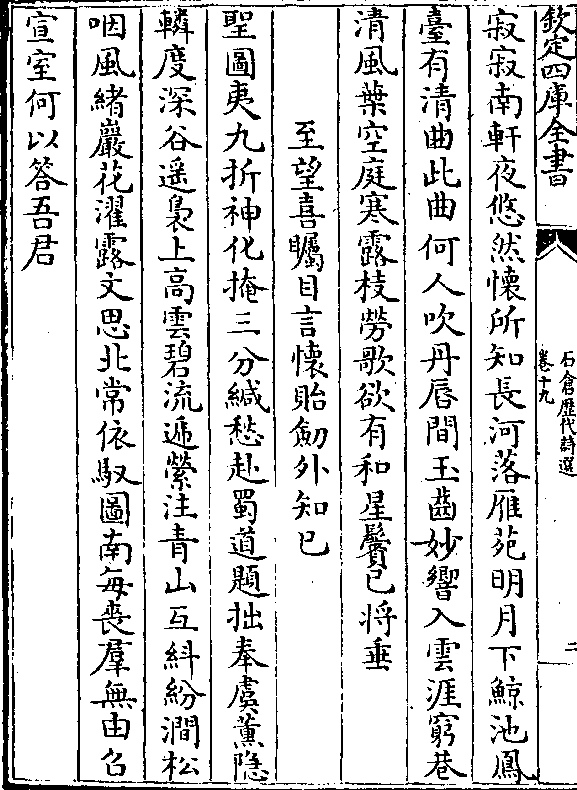 欽定四庫全書
石倉歷代詩選
卷十九
二
寂寂南軒夜悠然懷所知長河落雁苑明月下鯨池鳳
臺有清曲此曲何人吹丹唇間玉齒妙響入雲涯窮巷
清風葉空庭寒露枝勞歌欲有和星鬢已將垂
至望喜矚目言懷貽劒外知己
聖圖夷九折神化掩三分緘愁赴蜀道題拙奉虞薰隠
轔度深谷遥裊上高雲碧流遞縈注青山互糾紛澗松
咽風緒巖花濯露文思北常依馭圖南每喪羣無由召
宣室何以答吾君